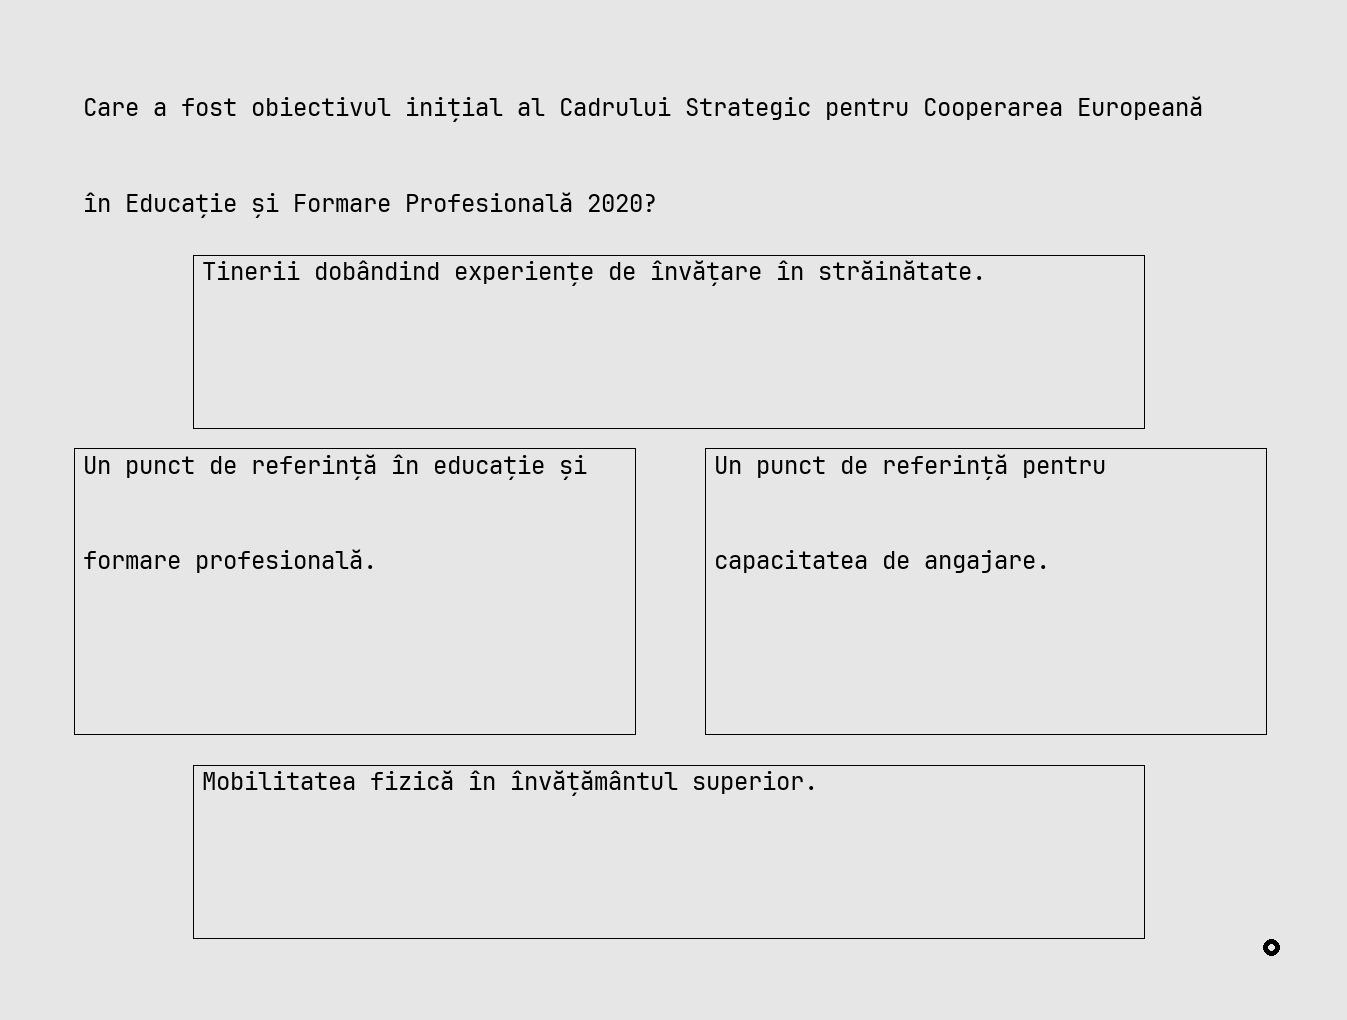 Care a fost obiectivul inițial al Cadrului Strategic pentru Cooperarea Europeană
în Educație și Formare Profesională 2020?
Tinerii dobândind experiențe de învățare în străinătate.
Un punct de referință în educație și
formare profesională.
Un punct de referință pentru
capacitatea de angajare.
Mobilitatea fizică în învățământul superior.